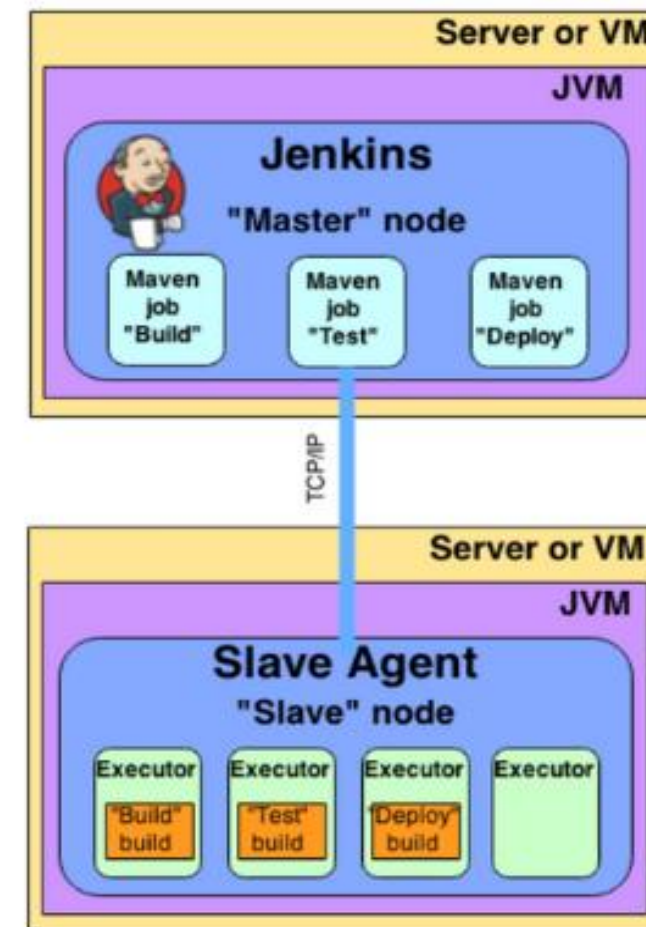 Server or VM
JVM
Jenkins
"Master" node
Maven
job
"Build"
Maven
job
"Test"
Maven
job
"Deploy"
TCP/IP
Server or VM
JVM
Slave Agent
"Slave" node
Executor
"Build"
build
Executor
"Test"
build
Executor
"Deploy"
build
Executor